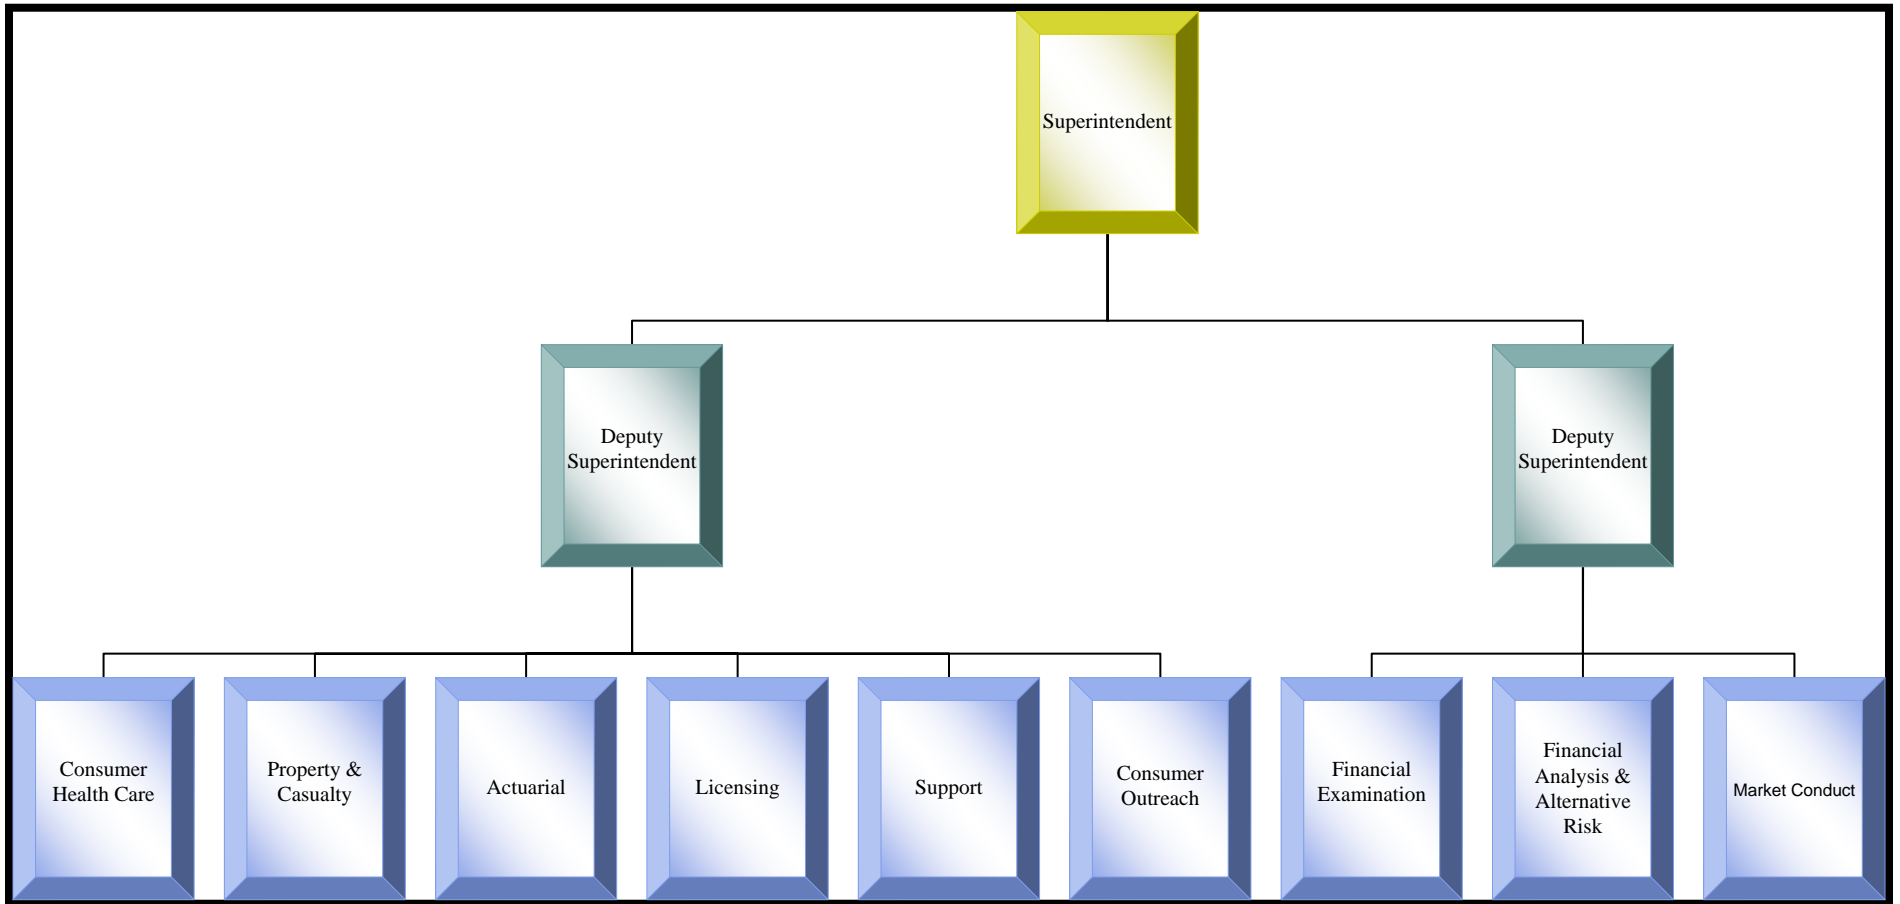 Superintendent
Deputy
Superintendent
Deputy
Superintendent
Consumer
Health Care
Property &
Casualty
Actuarial
Licensing
Support
Consumer
Outreach
Financial
Examination
Financial
Analysis &
Alternative
Risk
Market Conduct